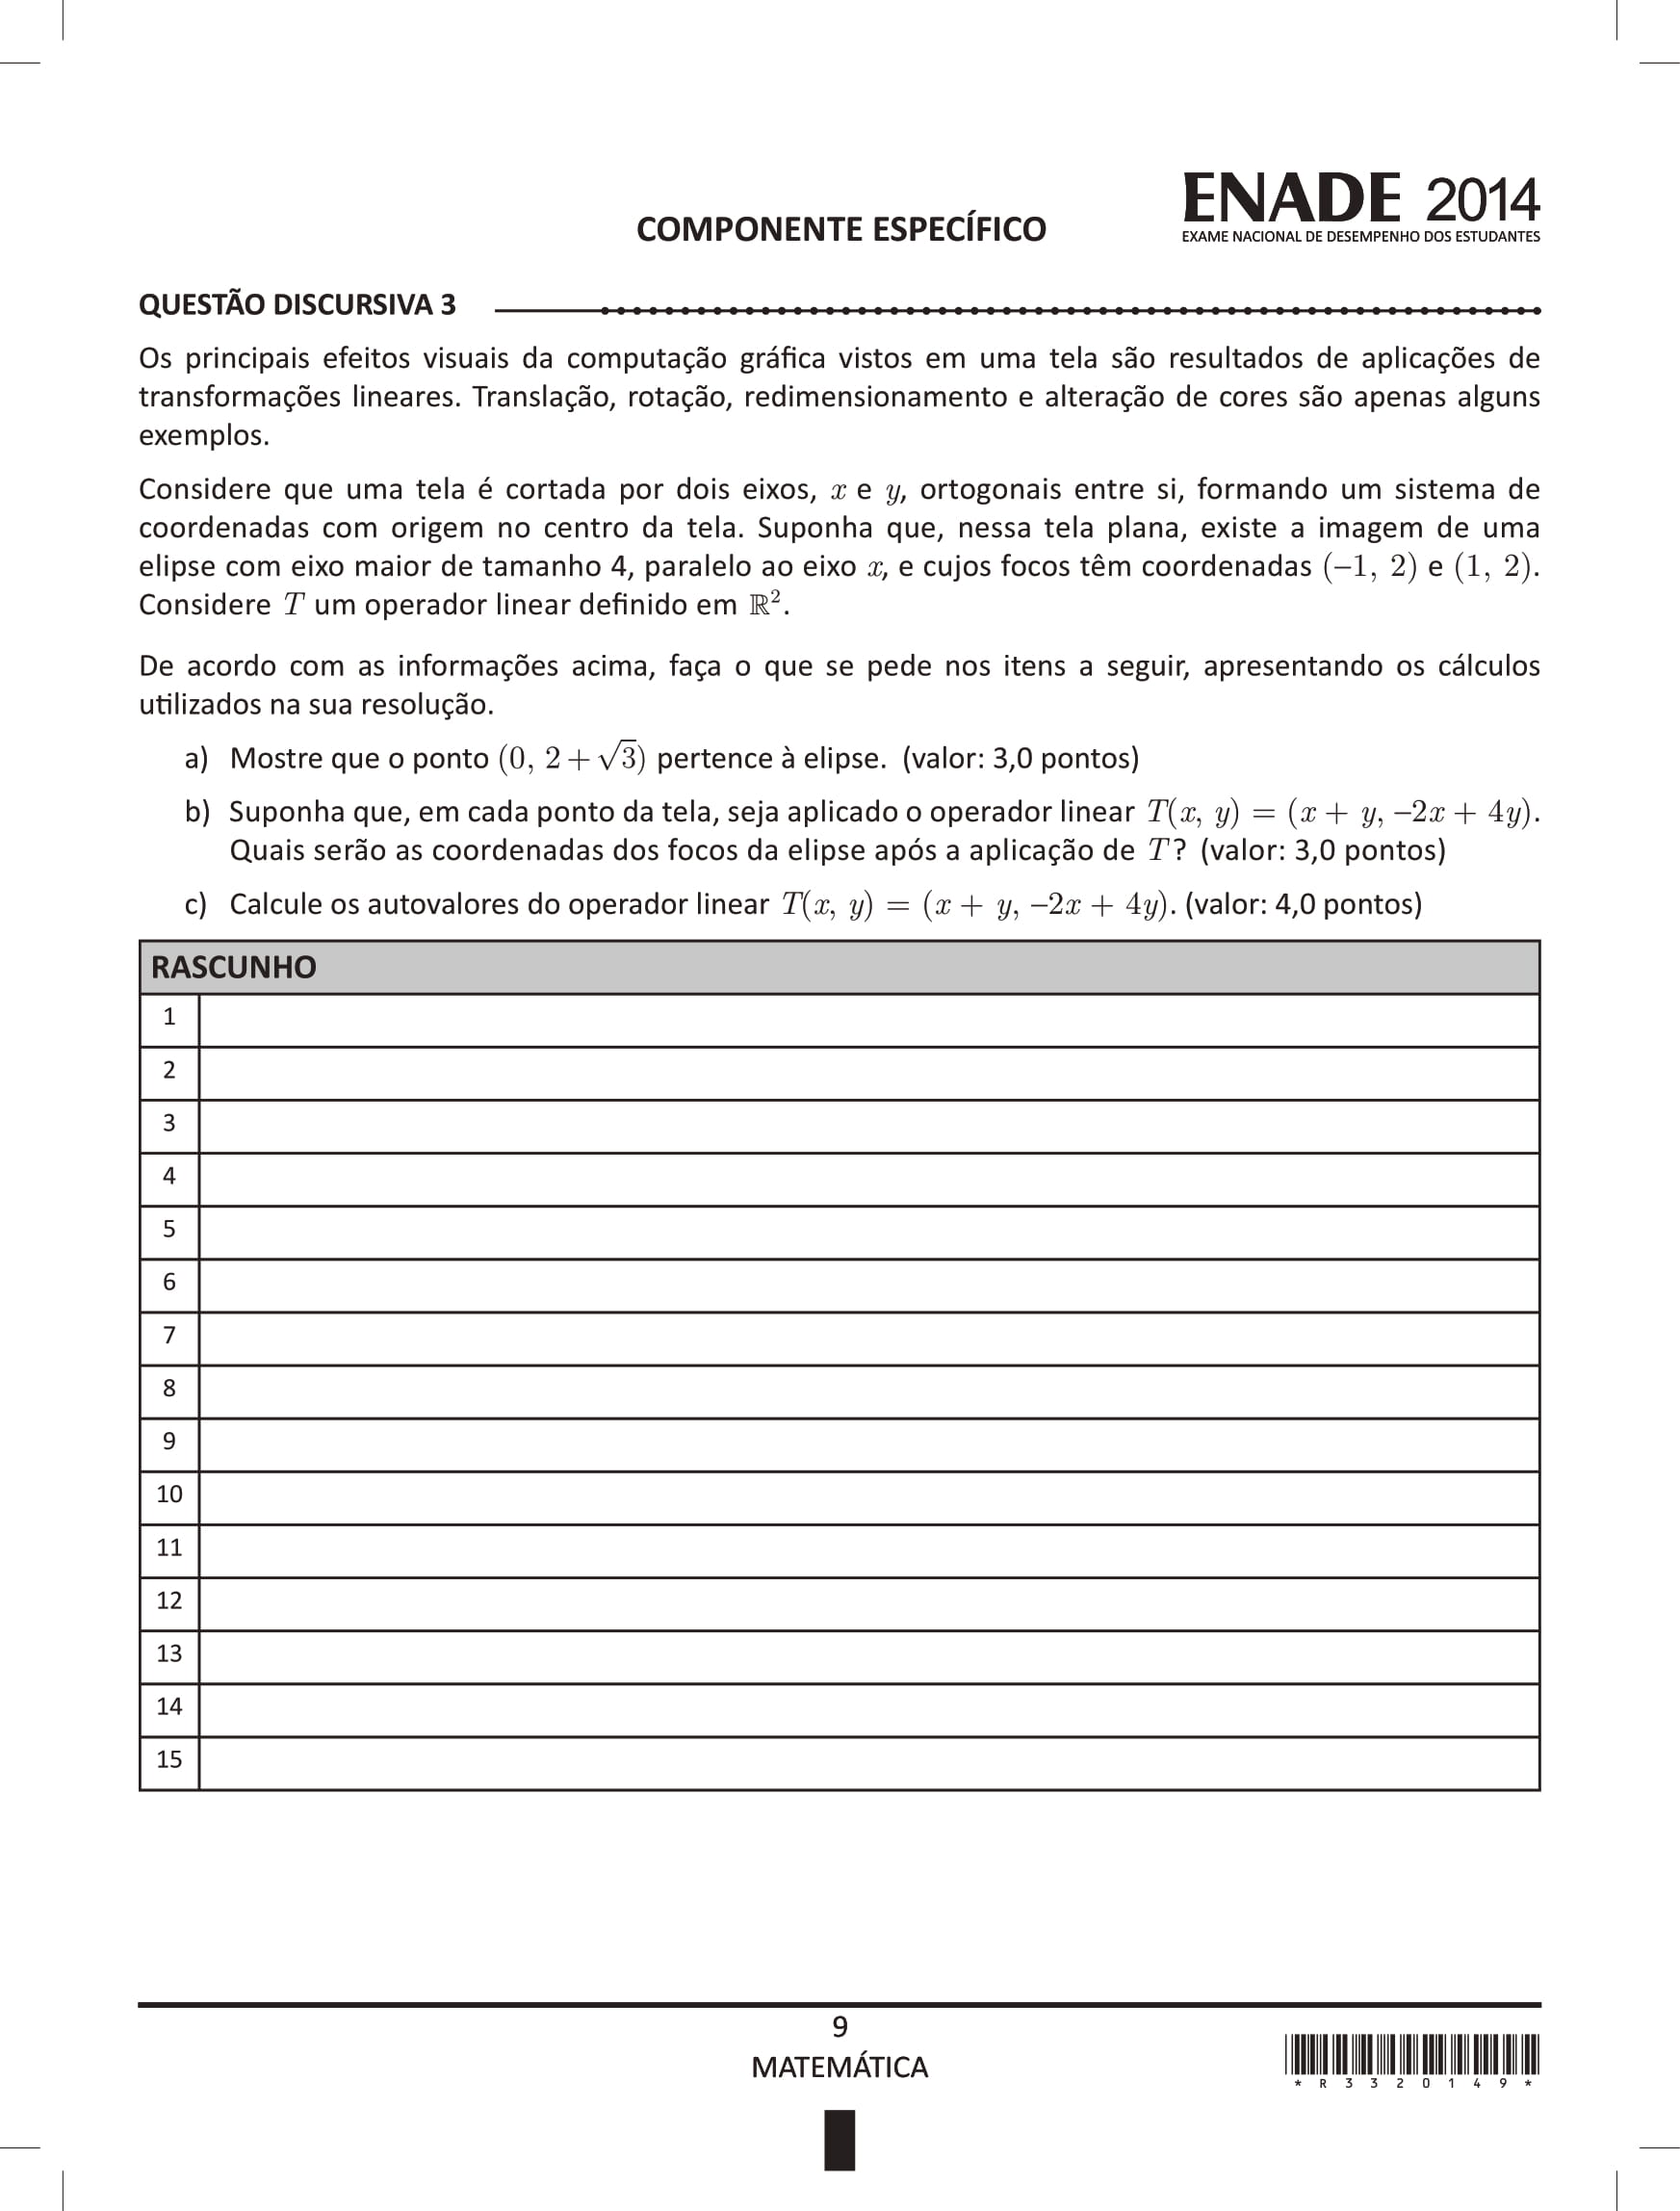 ENADE 2014
COMPONENTE ESPECÍFICO
EXAME NACIONAL DE DESEMPENHO DOS ESTUDANTES
QUESTÃO DISCURSIVA 3
Os principais efeitos visuais da computação gráfica vistos em uma tela são resultados de aplicações de
transformações lineares. Translação, rotação, redimensionamento e alteração de cores são apenas alguns
exemplos.
Considere que uma tela é cortada por dois eixos, x e y, ortogonais entre si, formando um sistema de
coordenadas com origem no centro da tela. Suponha que, nessa tela plana, existe a imagem de uma
elipse com eixo maior de tamanho 4, paralelo ao eixo x, e cujos focos têm coordenadas (−1, 2) e (1, 2).
Considere T um operador linear definido em ℝ².
De acordo com as informações acima, faça o que se pede nos itens a seguir, apresentando os cálculos
utilizados na sua resolução.
a) Mostre que o ponto (0, 2 + √3) pertence à elipse. (valor: 3,0 pontos)
b) Suponha que, em cada ponto da tela, seja aplicado o operador linear T(x, y) = (x + y, −2x + 4y).
Quais serão as coordenadas dos focos da elipse após a aplicação de T? (valor: 3,0 pontos)
c) Calcule os autovalores do operador linear T(x, y) = (x + y, −2x + 4y). (valor: 4,0 pontos)
RASCUNHO
1
2
3
4
5
6
7
8
9
10
11
12
13
14
15
9
MATEMÁTICA
* R 3 3 2 0 1 4 9 *